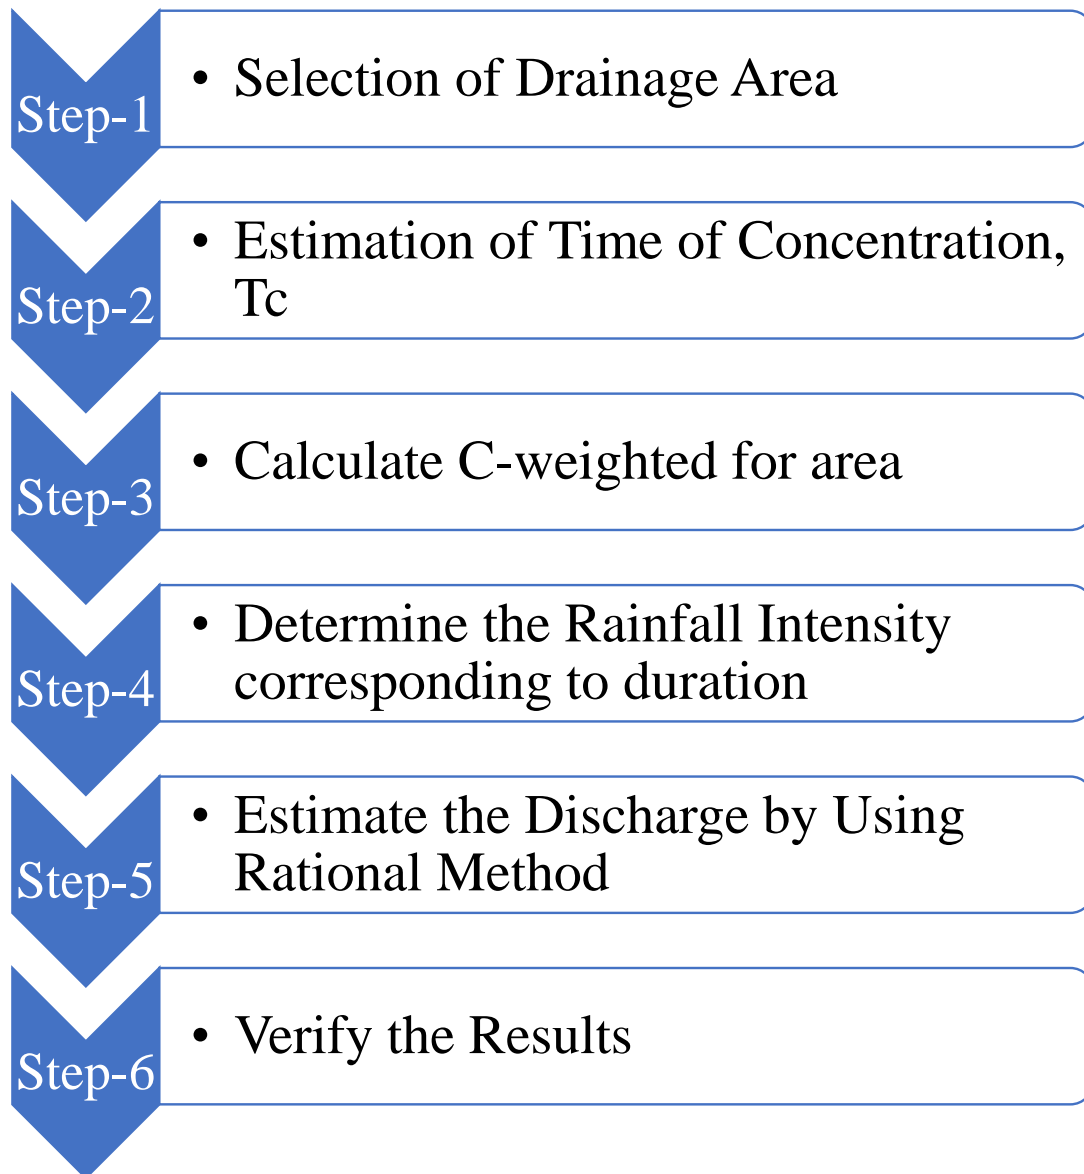 Step-1
• Selection of Drainage Area
Step-2
• Estimation of Time of Concentration,
Tc
Step-3
• Calculate C-weighted for area
Step-4
• Determine the Rainfall Intensity
corresponding to duration
Step-5
• Estimate the Discharge by Using
Rational Method
Step-6
• Verify the Results